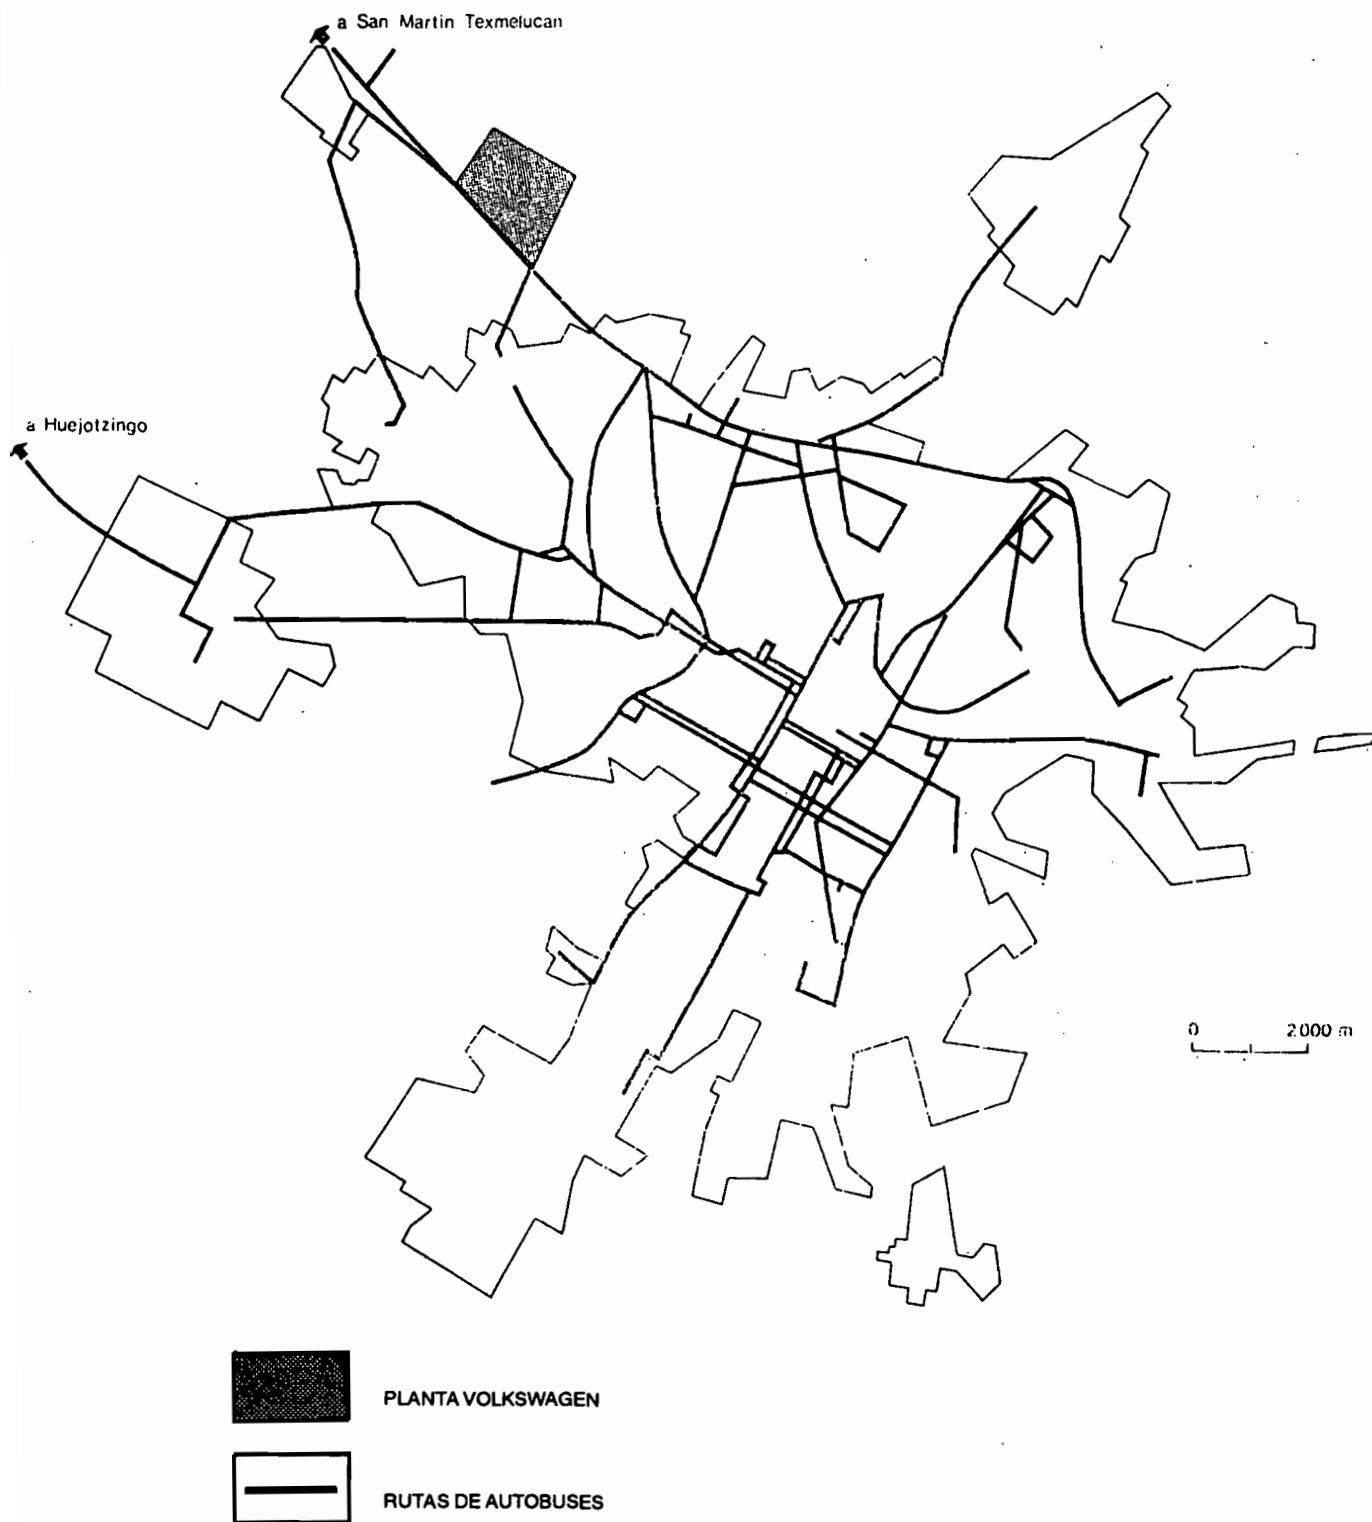 a San Martin Texmelucan
a Huejotzingo
0 2000 m
PLANTA VOLKSWAGEN
RUTAS DE AUTOBUSES